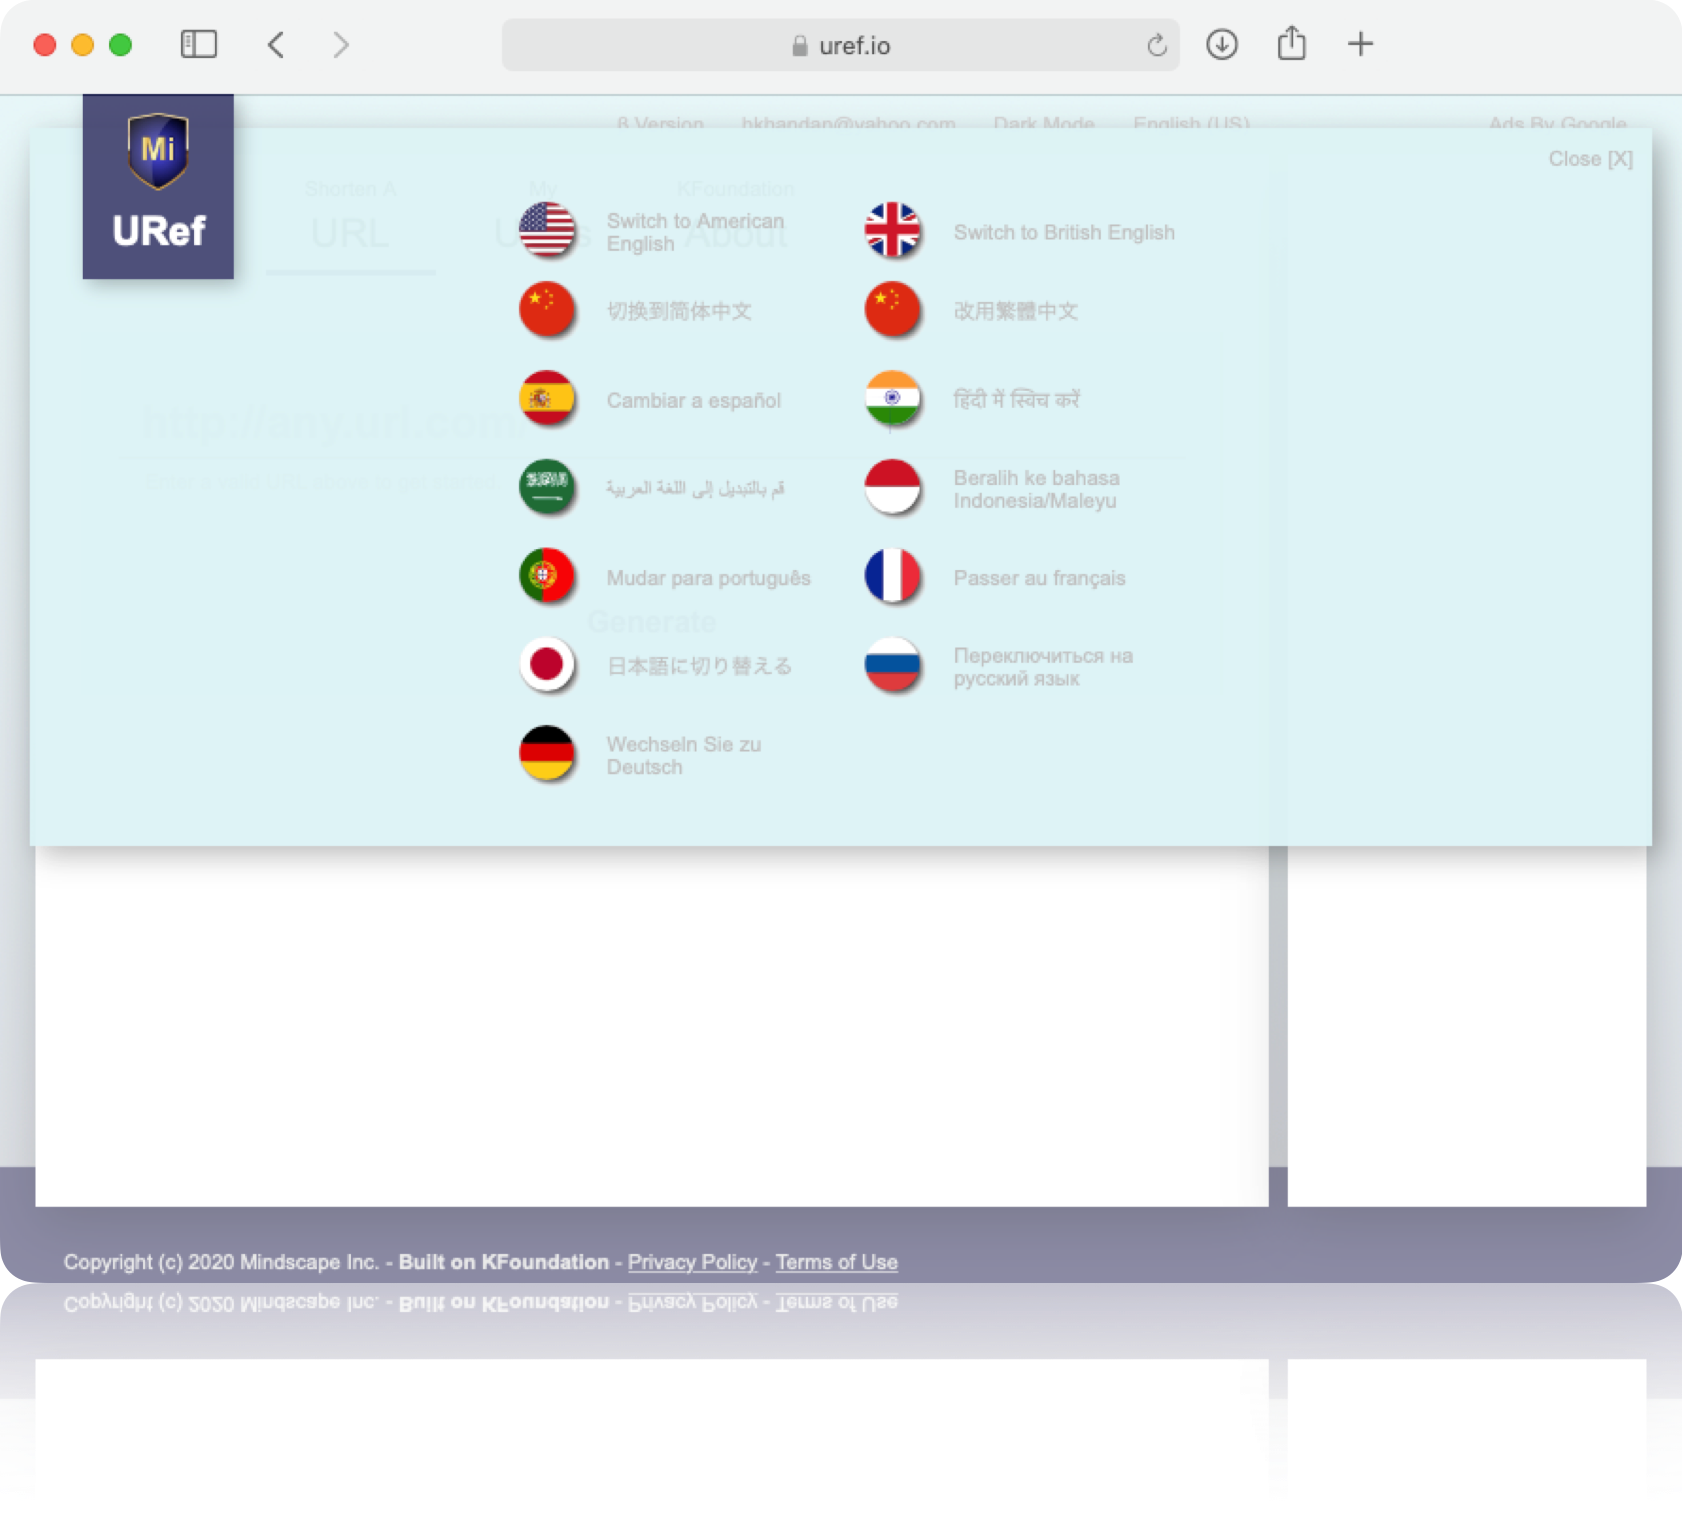 uref.io
β Version hkhandan@yahoo.com Dark Mode English (US) Ads By Google
Close [X]
Mi
URef
Shorten A
URL
My
KFoundation
About
Switch to American
English
Switch to British English
切换到简体中文
改用繁體中文
http://any.url.com/
Cambiar a español
हिंदी में स्विच करें
قم بالتبديل إلى اللغة العربية
Beralih ke bahasa
Indonesia/Maleyu
Mudar para português
Passer au français
Generate
日本語に切り替える
Переключиться на
русский язык
Wechseln Sie zu
Deutsch
Copyright (c) 2020 Mindscape Inc. - Built on KFoundation - Privacy Policy - Terms of Use